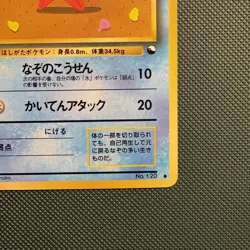 ほしがたポケモン：身長0.8m、体重34.5kg
なぞのこうせん 10
次の相手の番、自分の「水」ポケモンは「弱点」
の影響を受けない。
かいてんアタック 20
にげる
弱点
体の一部を切り取られ
ても、自己再生して元
に戻るなぞの多い生き
ものだ。
No.120